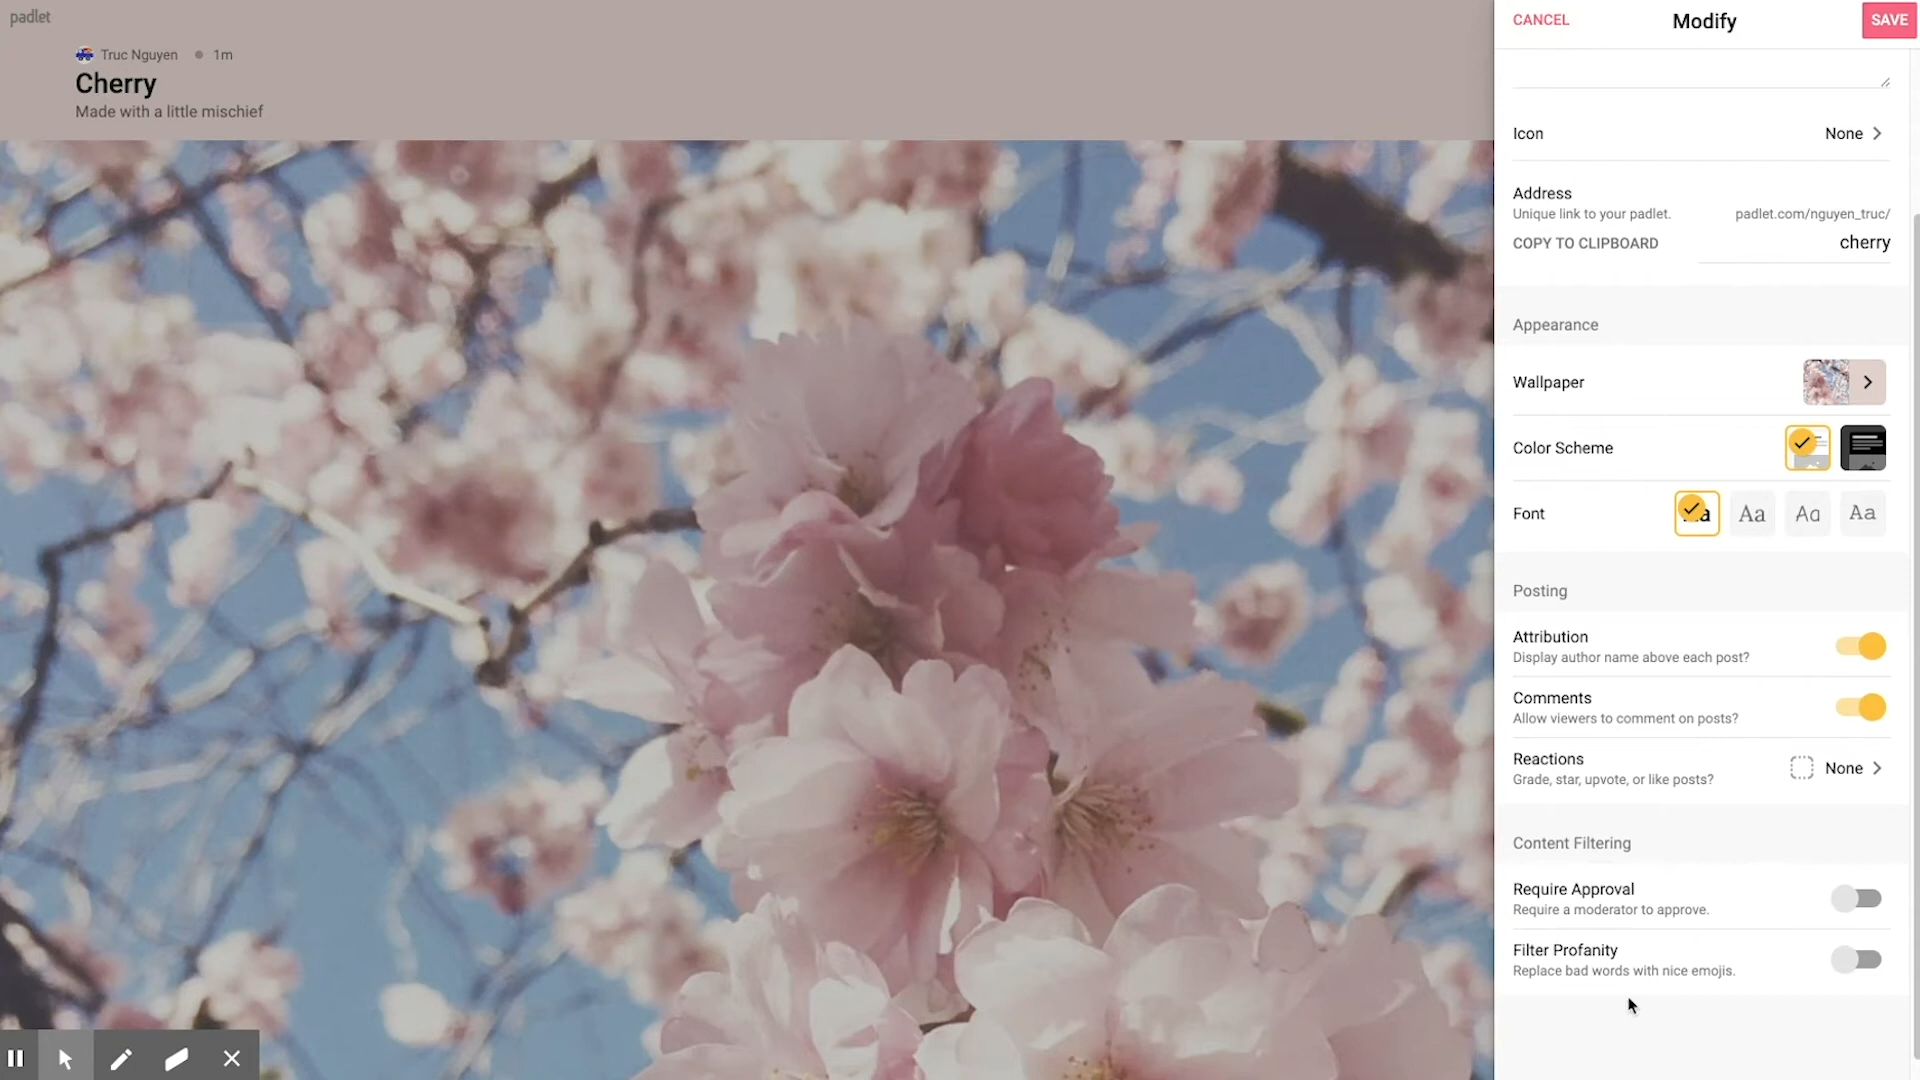 padlet
Truc Nguyen • 1m
Cherry
Made with a little mischief
CANCEL
Modify
SAVE
Icon
None
Address
Unique link to your padlet.
padlet.com/nguyen_truc/
COPY TO CLIPBOARD
cherry
Appearance
Wallpaper
Color Scheme
Font
Aa
Aa
Aa
Posting
Attribution
Display author name above each post?
Comments
Allow viewers to comment on posts?
Reactions
Grade, star, upvote, or like posts?
None
Content Filtering
Require Approval
Require a moderator to approve.
Filter Profanity
Replace bad words with nice emojis.